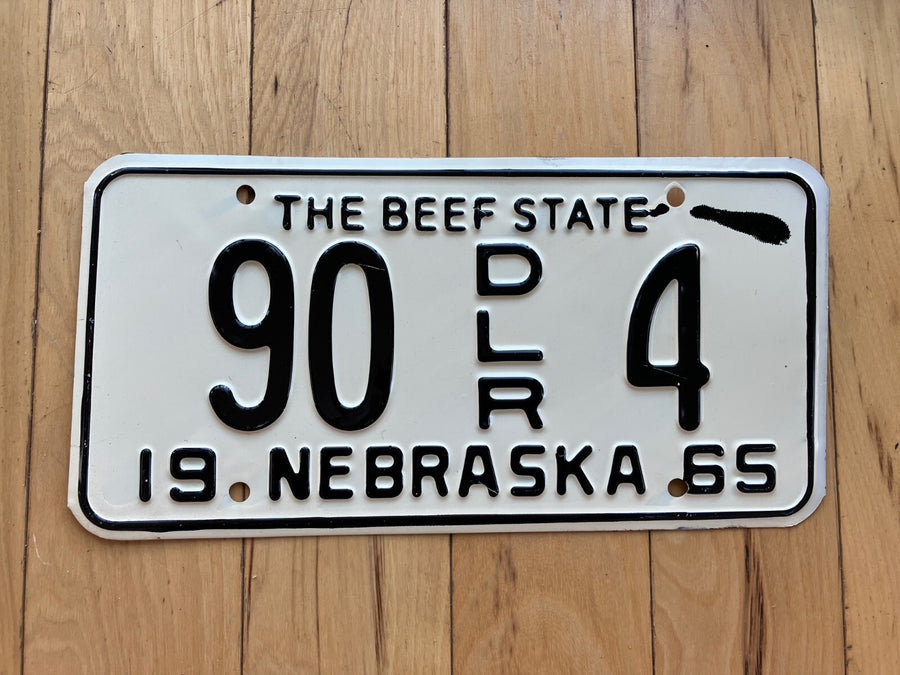 THE BEEF STATE
90 DLR 4
19 NEBRASKA 65